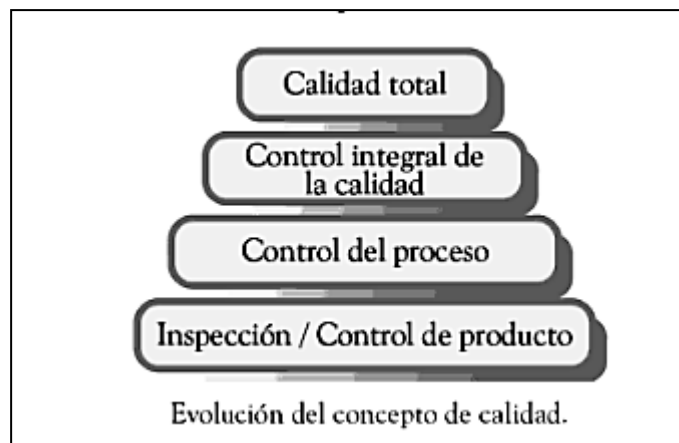 Calidad total
Control integral de
la calidad
Control del proceso
Inspección / Control de producto
Evolución del concepto de calidad.